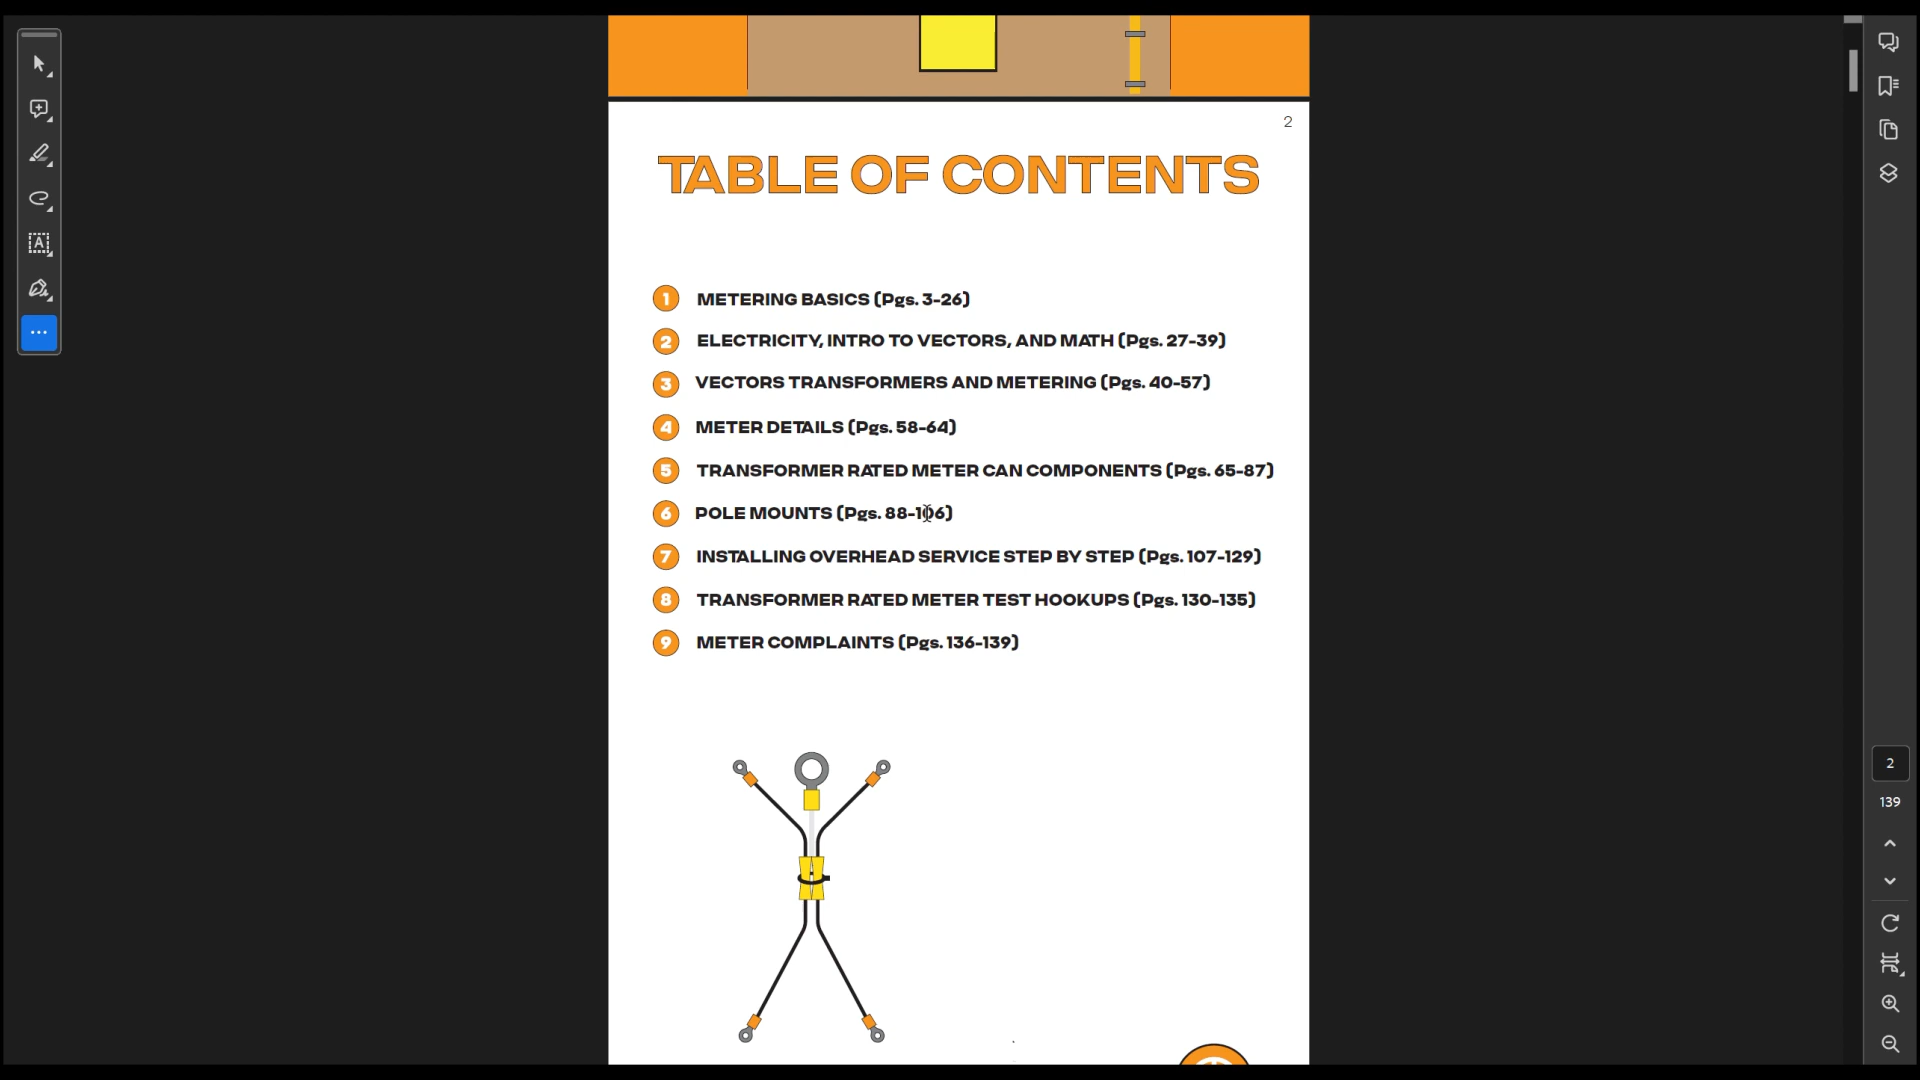 2
TABLE OF CONTENTS
1 METERING BASICS (Pgs. 3-26)
2 ELECTRICITY, INTRO TO VECTORS, AND MATH (Pgs. 27-39)
3 VECTORS TRANSFORMERS AND METERING (Pgs. 40-57)
4 METER DETAILS (Pgs. 58-64)
5 TRANSFORMER RATED METER CAN COMPONENTS (Pgs. 65-87)
6 POLE MOUNTS (Pgs. 88-106)
7 INSTALLING OVERHEAD SERVICE STEP BY STEP (Pgs. 107-129)
8 TRANSFORMER RATED METER TEST HOOKUPS (Pgs. 130-135)
9 METER COMPLAINTS (Pgs. 136-139)
2
139